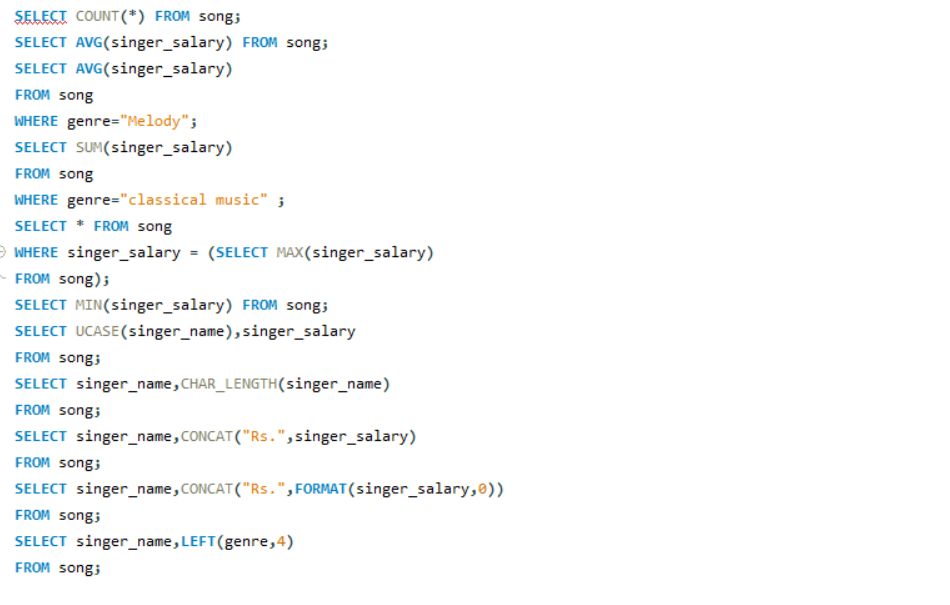 SELECT COUNT(*) FROM song;
SELECT AVG(singer_salary) FROM song;
SELECT AVG(singer_salary)
FROM song
WHERE genre="Melody";
SELECT SUM(singer_salary)
FROM song
WHERE genre="classical music" ;
SELECT * FROM song
WHERE singer_salary = (SELECT MAX(singer_salary)
FROM song);
SELECT MIN(singer_salary) FROM song;
SELECT UCASE(singer_name),singer_salary
FROM song;
SELECT singer_name,CHAR_LENGTH(singer_name)
FROM song;
SELECT singer_name,CONCAT("Rs.",singer_salary)
FROM song;
SELECT singer_name,CONCAT("Rs.",FORMAT(singer_salary,0))
FROM song;
SELECT singer_name,LEFT(genre,4)
FROM song;